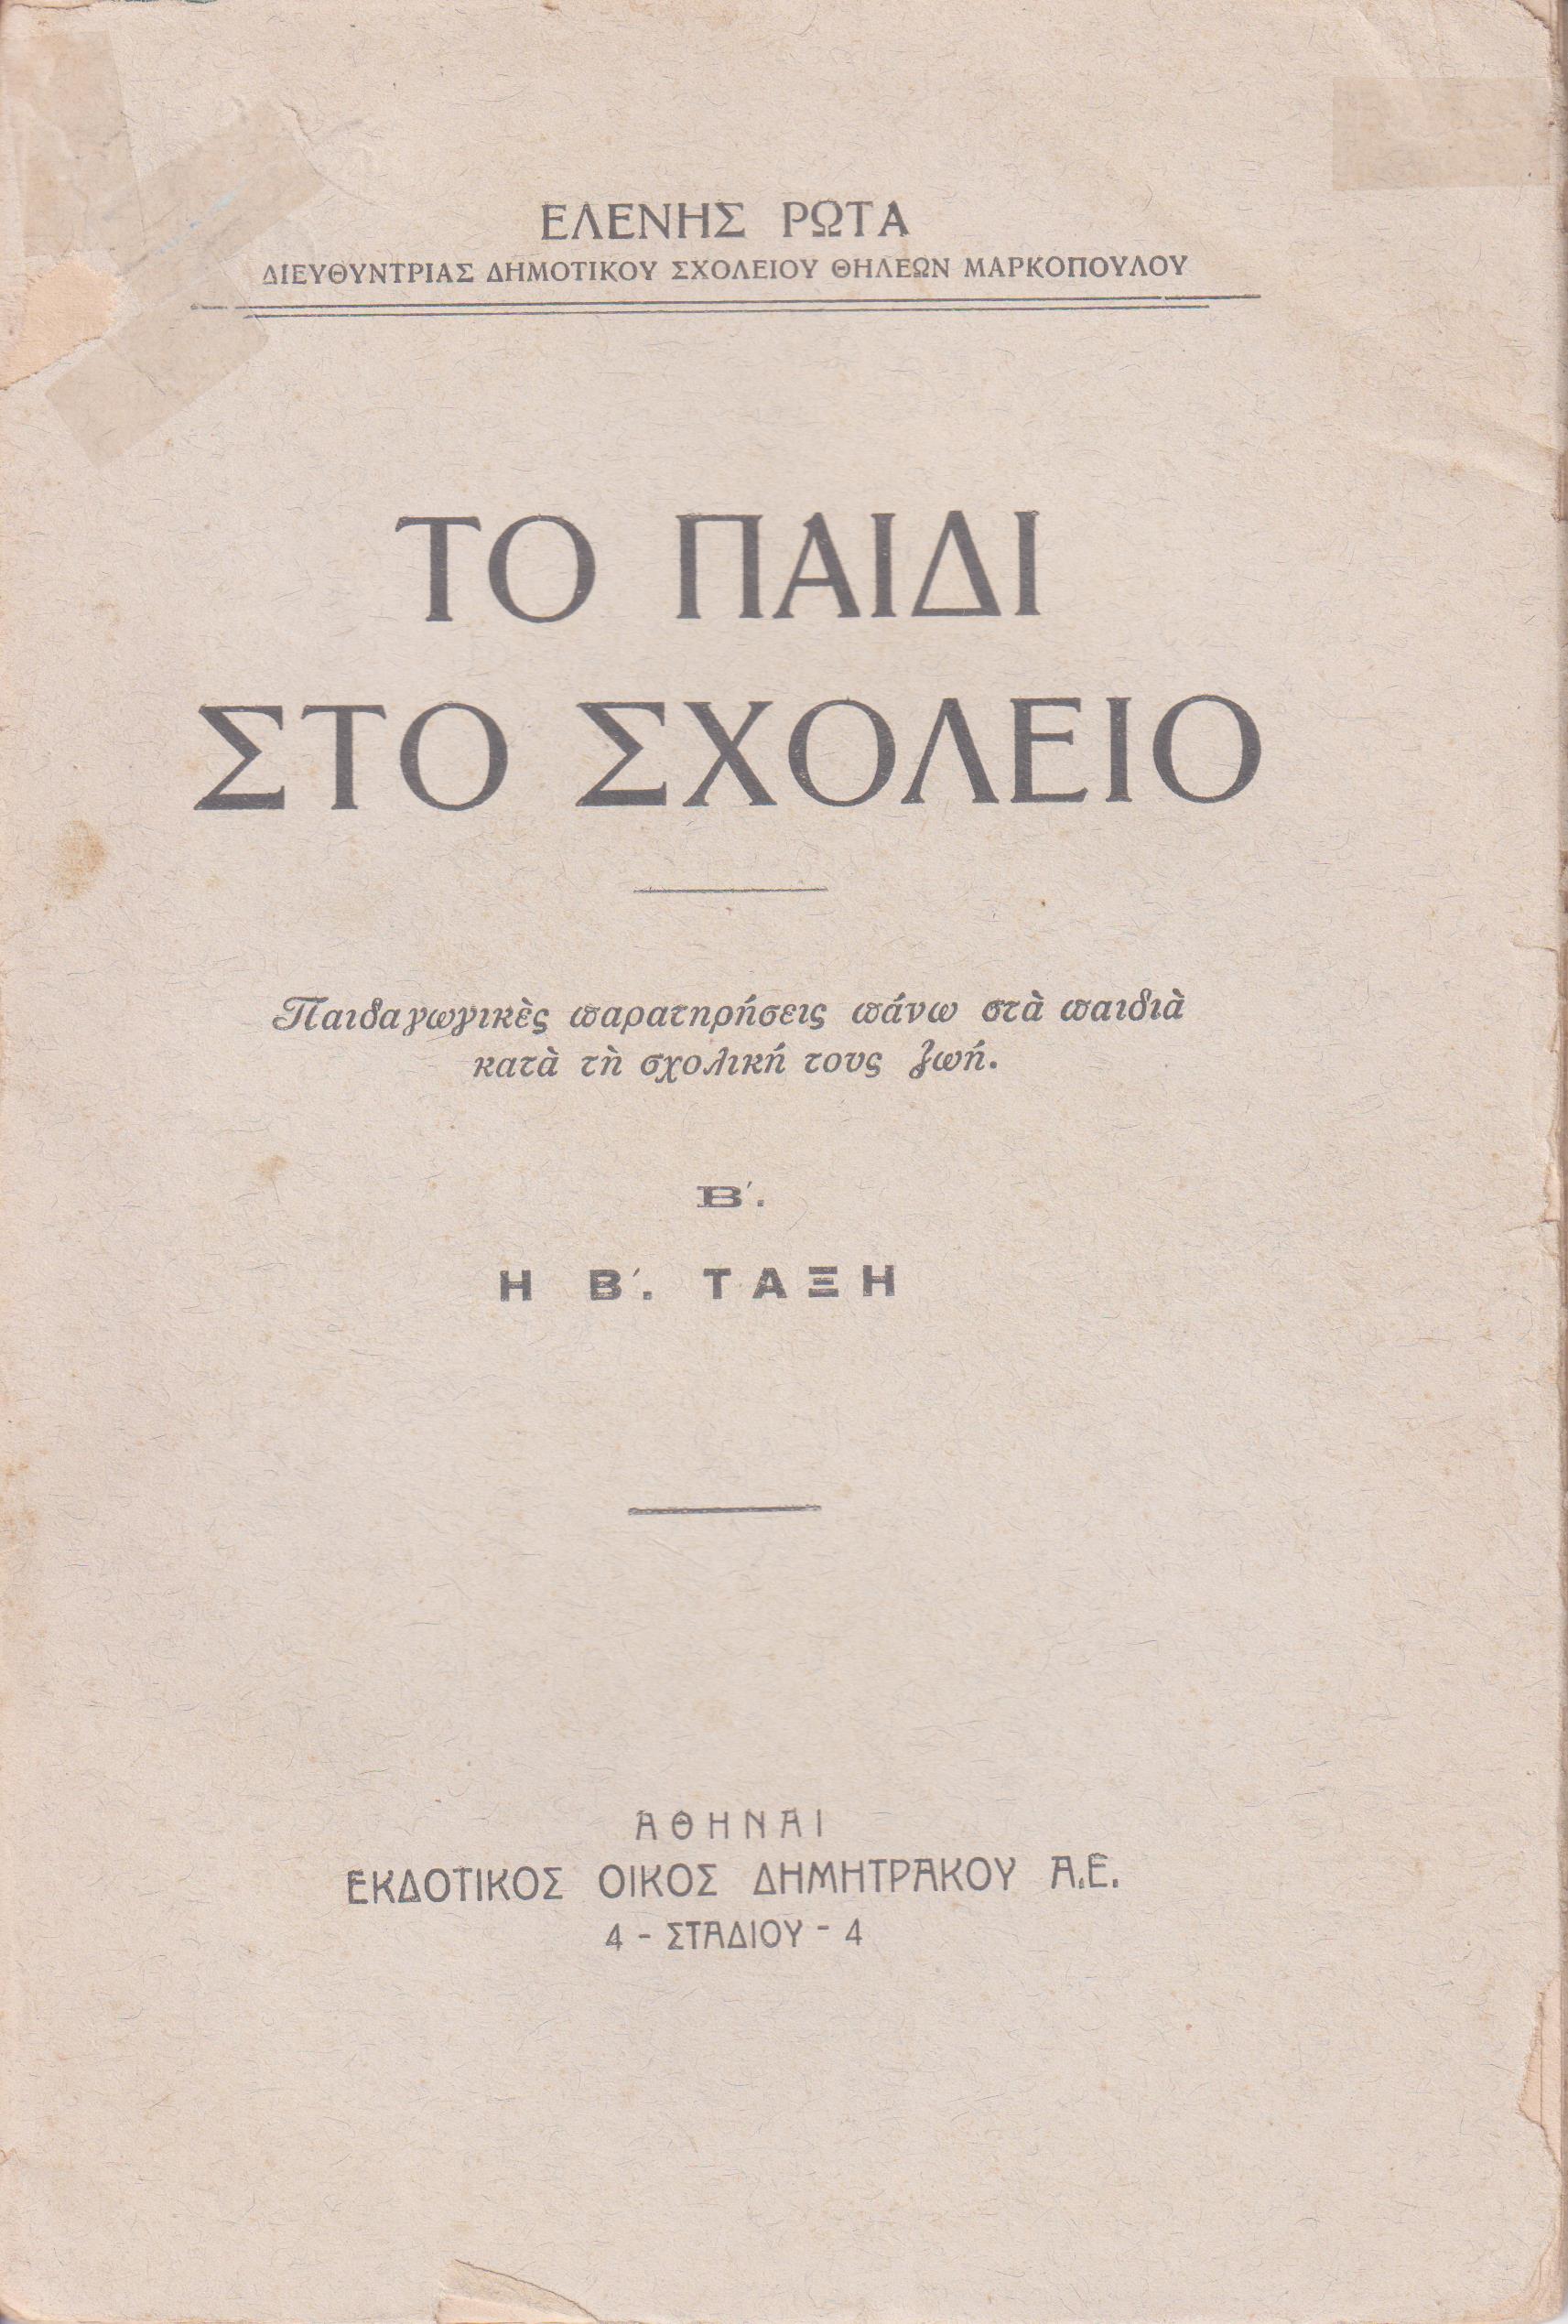 ΕΛΕΝΗΣ ΡΩΤΑ
ΔΙΕΥΘΥΝΤΡΙΑΣ ΔΗΜΟΤΙΚΟΥ ΣΧΟΛΕΙΟΥ ΘΗΛΕΩΝ ΜΑΡΚΟΠΟΥΛΟΥ
ΤΟ ΠΑΙΔΙ
ΣΤΟ ΣΧΟΛΕΙΟ
Παιδαγωγικὲς παρατηρήσεις πάνω στὰ παιδιὰ
κατὰ τὴ σχολική τους ζωή.
Β΄.
Η Β΄. ΤΑΞΗ
ΑΘΗΝΑΙ
ΕΚΔΟΤΙΚΟΣ ΟΙΚΟΣ ΔΗΜΗΤΡΑΚΟΥ Α.Ε.
4 - ΣΤΑΔΙΟΥ - 4